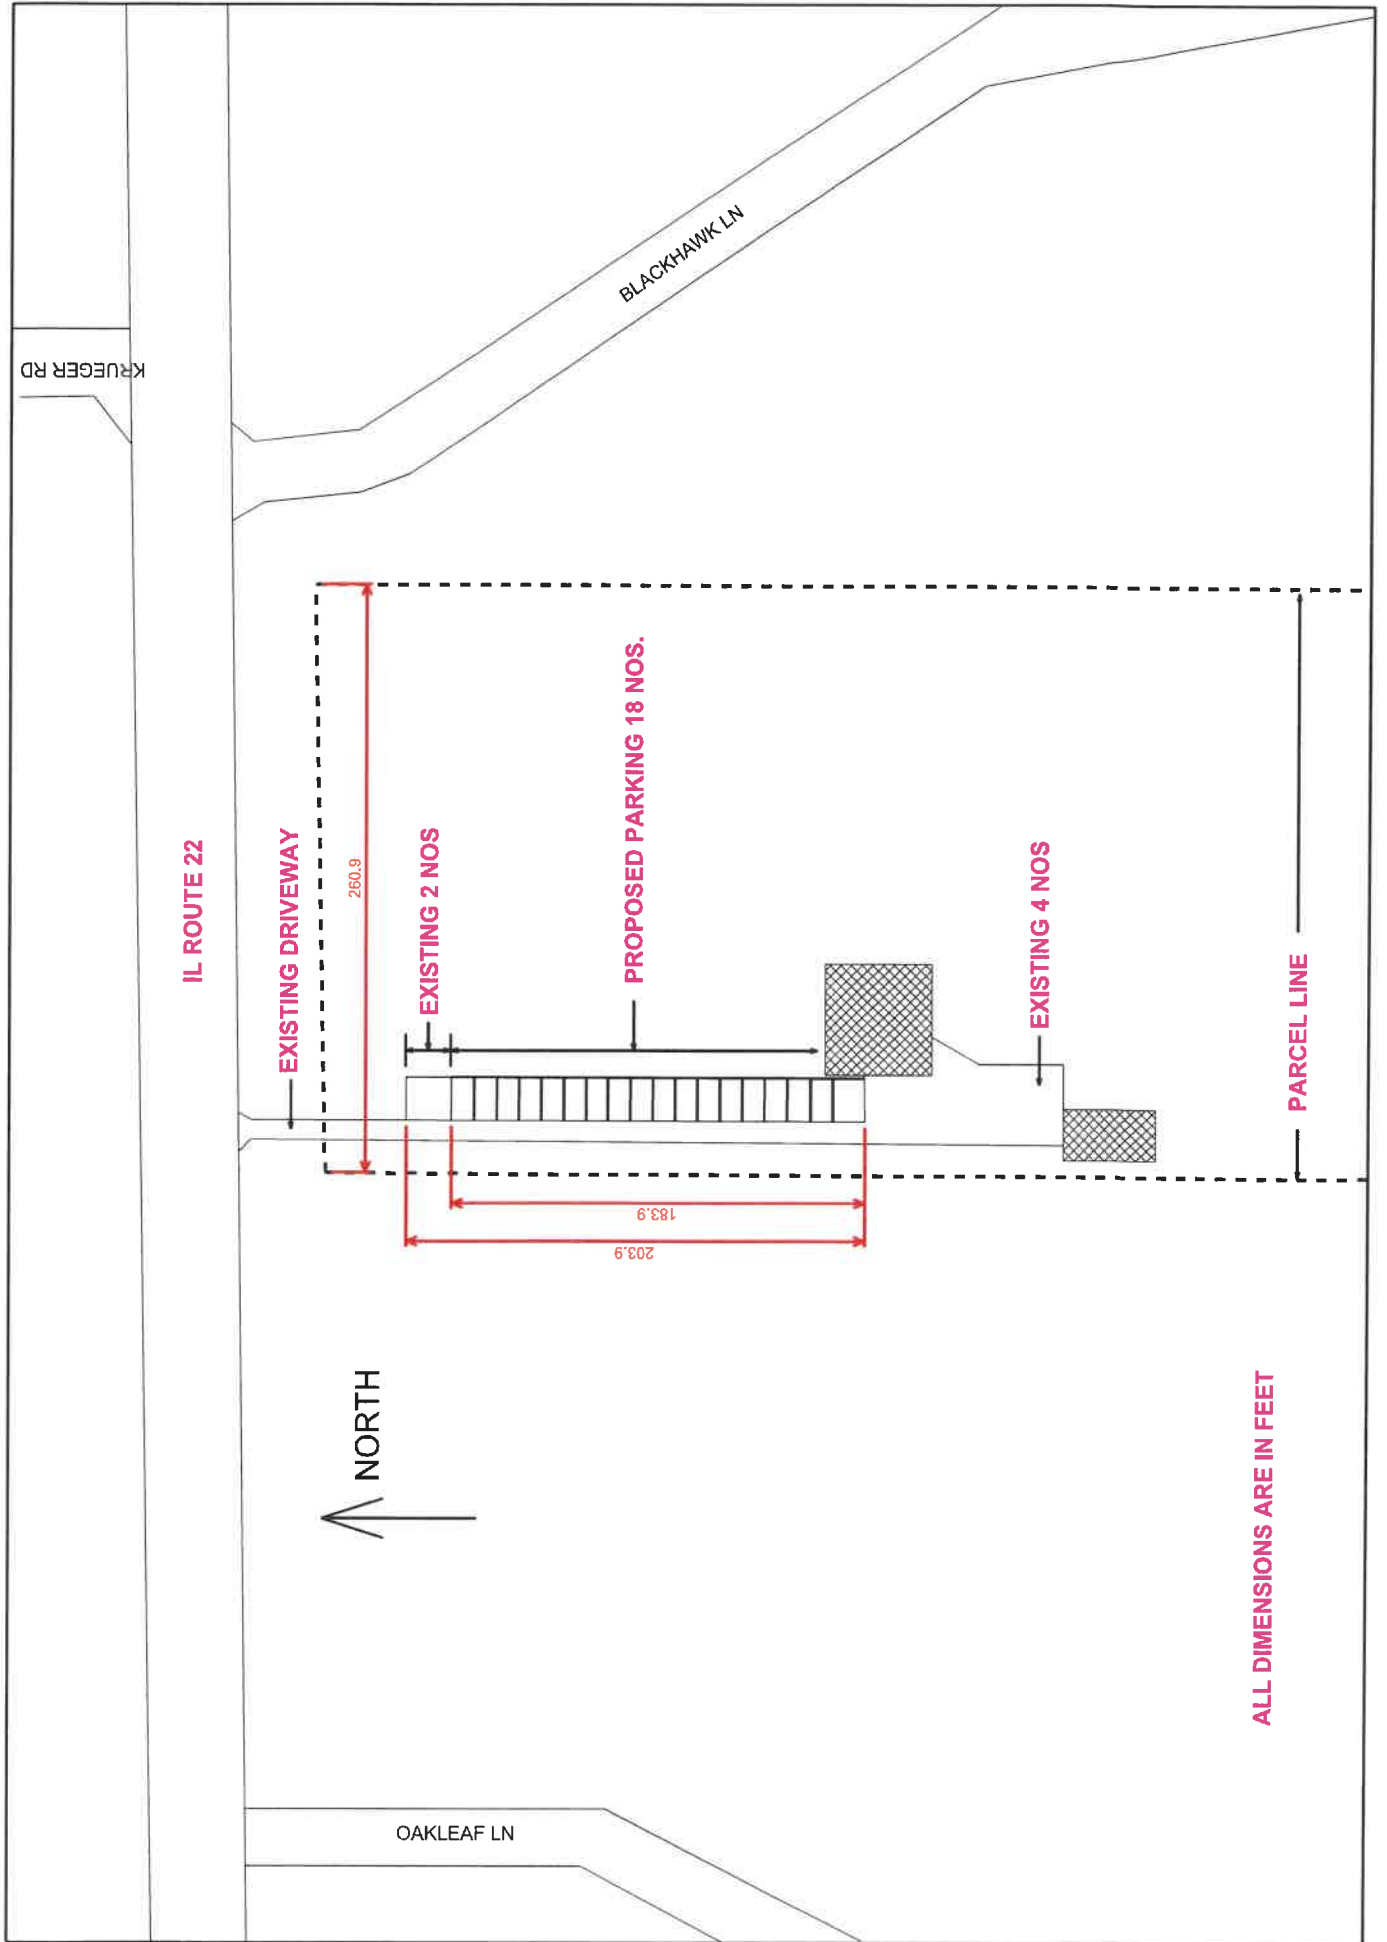 KRUEGER RD
BLACKHAWK LN
IL ROUTE 22
EXISTING DRIVEWAY
260.9
EXISTING 2 NOS
PROPOSED PARKING 18 NOS.
EXISTING 4 NOS
PARCEL LINE
183.9
203.9
NORTH
ALL DIMENSIONS ARE IN FEET
OAKLEAF LN